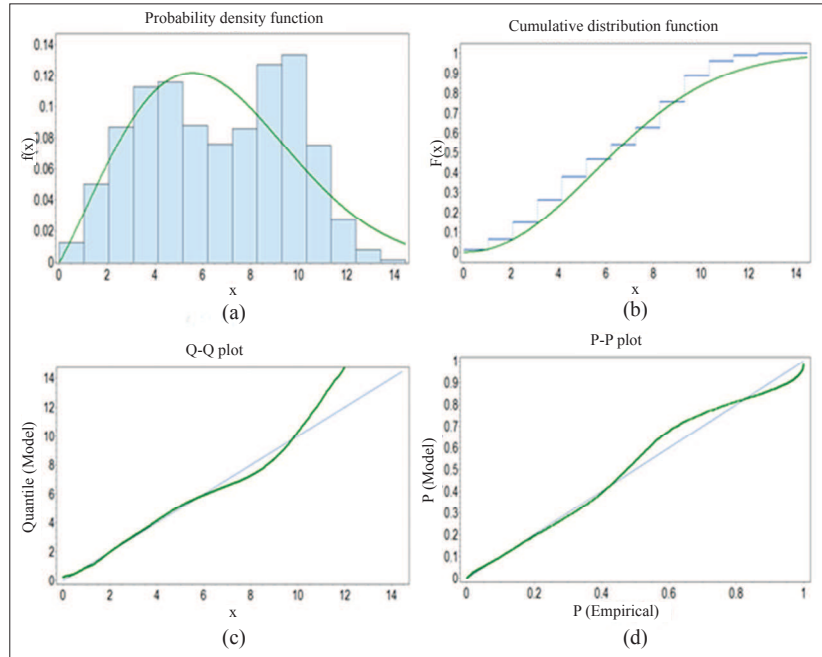 Probability density function
0.14
0.12
0.1
0.08
0.06
0.04
0.02
0
f(x)
0 2 4 6 8 10 12 14
x
(a)
Cumulative distribution function
1
0.9
0.8
0.7
0.6
0.5
0.4
0.3
0.2
0.1
0
F(x)
0 2 4 6 8 10 12 14
x
(b)
Q-Q plot
14
12
10
8
6
4
2
0
Quantile (Model)
0 2 4 6 8 10 12 14
x
(c)
P-P plot
1
0.9
0.8
0.7
0.6
0.5
0.4
0.3
0.2
0.1
0
P (Model)
0 0.2 0.4 0.6 0.8 1
P (Empirical)
(d)